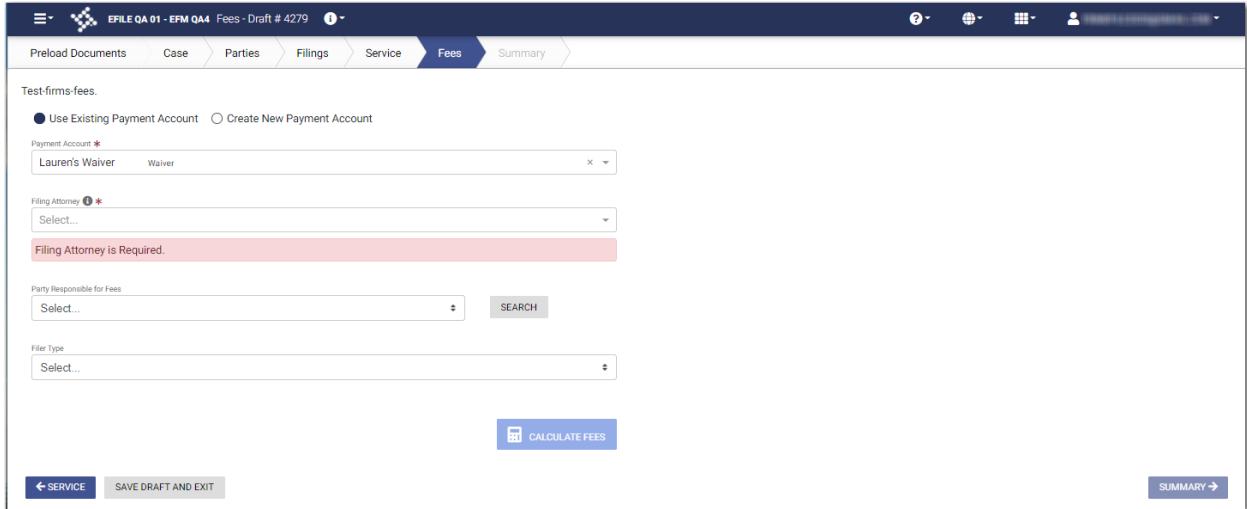 EFILE QA 01 - EFM QA4 Fees - Draft # 4279
Preload Documents Case Parties Filings Service Fees Summary
Test-firms-fees.
Use Existing Payment Account Create New Payment Account
Payment Account *
Lauren's Waiver Waiver
Filing Attorney *
Select...
Filing Attorney is Required.
Party Responsible for Fees
Select... SEARCH
Filer Type
Select...
CALCULATE FEES
SERVICE SAVE DRAFT AND EXIT SUMMARY